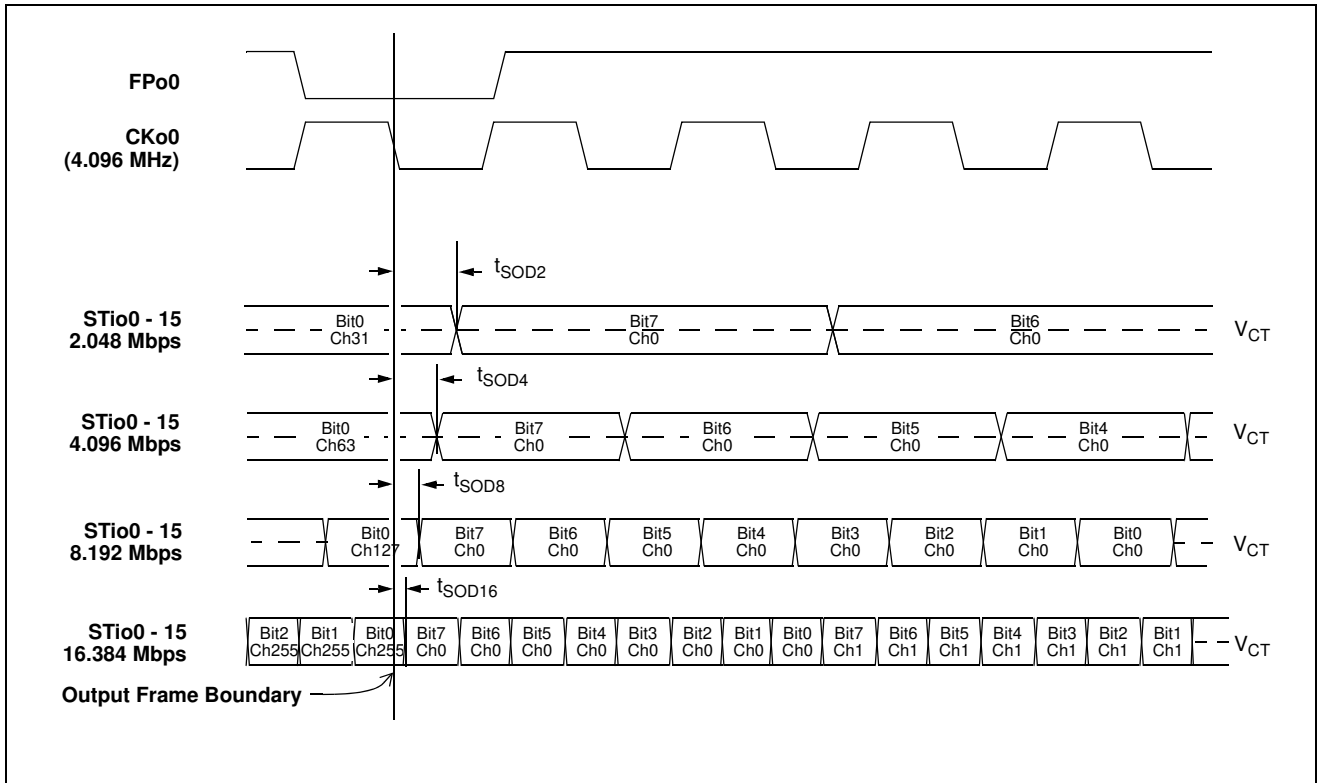 FPo0
CKo0
(4.096 MHz)
tSOD2
STio0 - 15
2.048 Mbps
Bit0
Ch31
Bit7
Ch0
Bit6
Ch0
VCT
tSOD4
STio0 - 15
4.096 Mbps
Bit0
Ch63
Bit7
Ch0
Bit6
Ch0
Bit5
Ch0
Bit4
Ch0
VCT
tSOD8
STio0 - 15
8.192 Mbps
Bit0
Ch127
Bit7
Ch0
Bit6
Ch0
Bit5
Ch0
Bit4
Ch0
Bit3
Ch0
Bit2
Ch0
Bit1
Ch0
Bit0
Ch0
VCT
tSOD16
STio0 - 15
16.384 Mbps
Bit2
Ch255
Bit1
Ch255
Bit0
Ch255
Bit7
Ch0
Bit6
Ch0
Bit5
Ch0
Bit4
Ch0
Bit3
Ch0
Bit2
Ch0
Bit1
Ch0
Bit0
Ch0
Bit7
Ch1
Bit6
Ch1
Bit5
Ch1
Bit4
Ch1
Bit3
Ch1
Bit2
Ch1
Bit1
Ch1
VCT
Output Frame Boundary